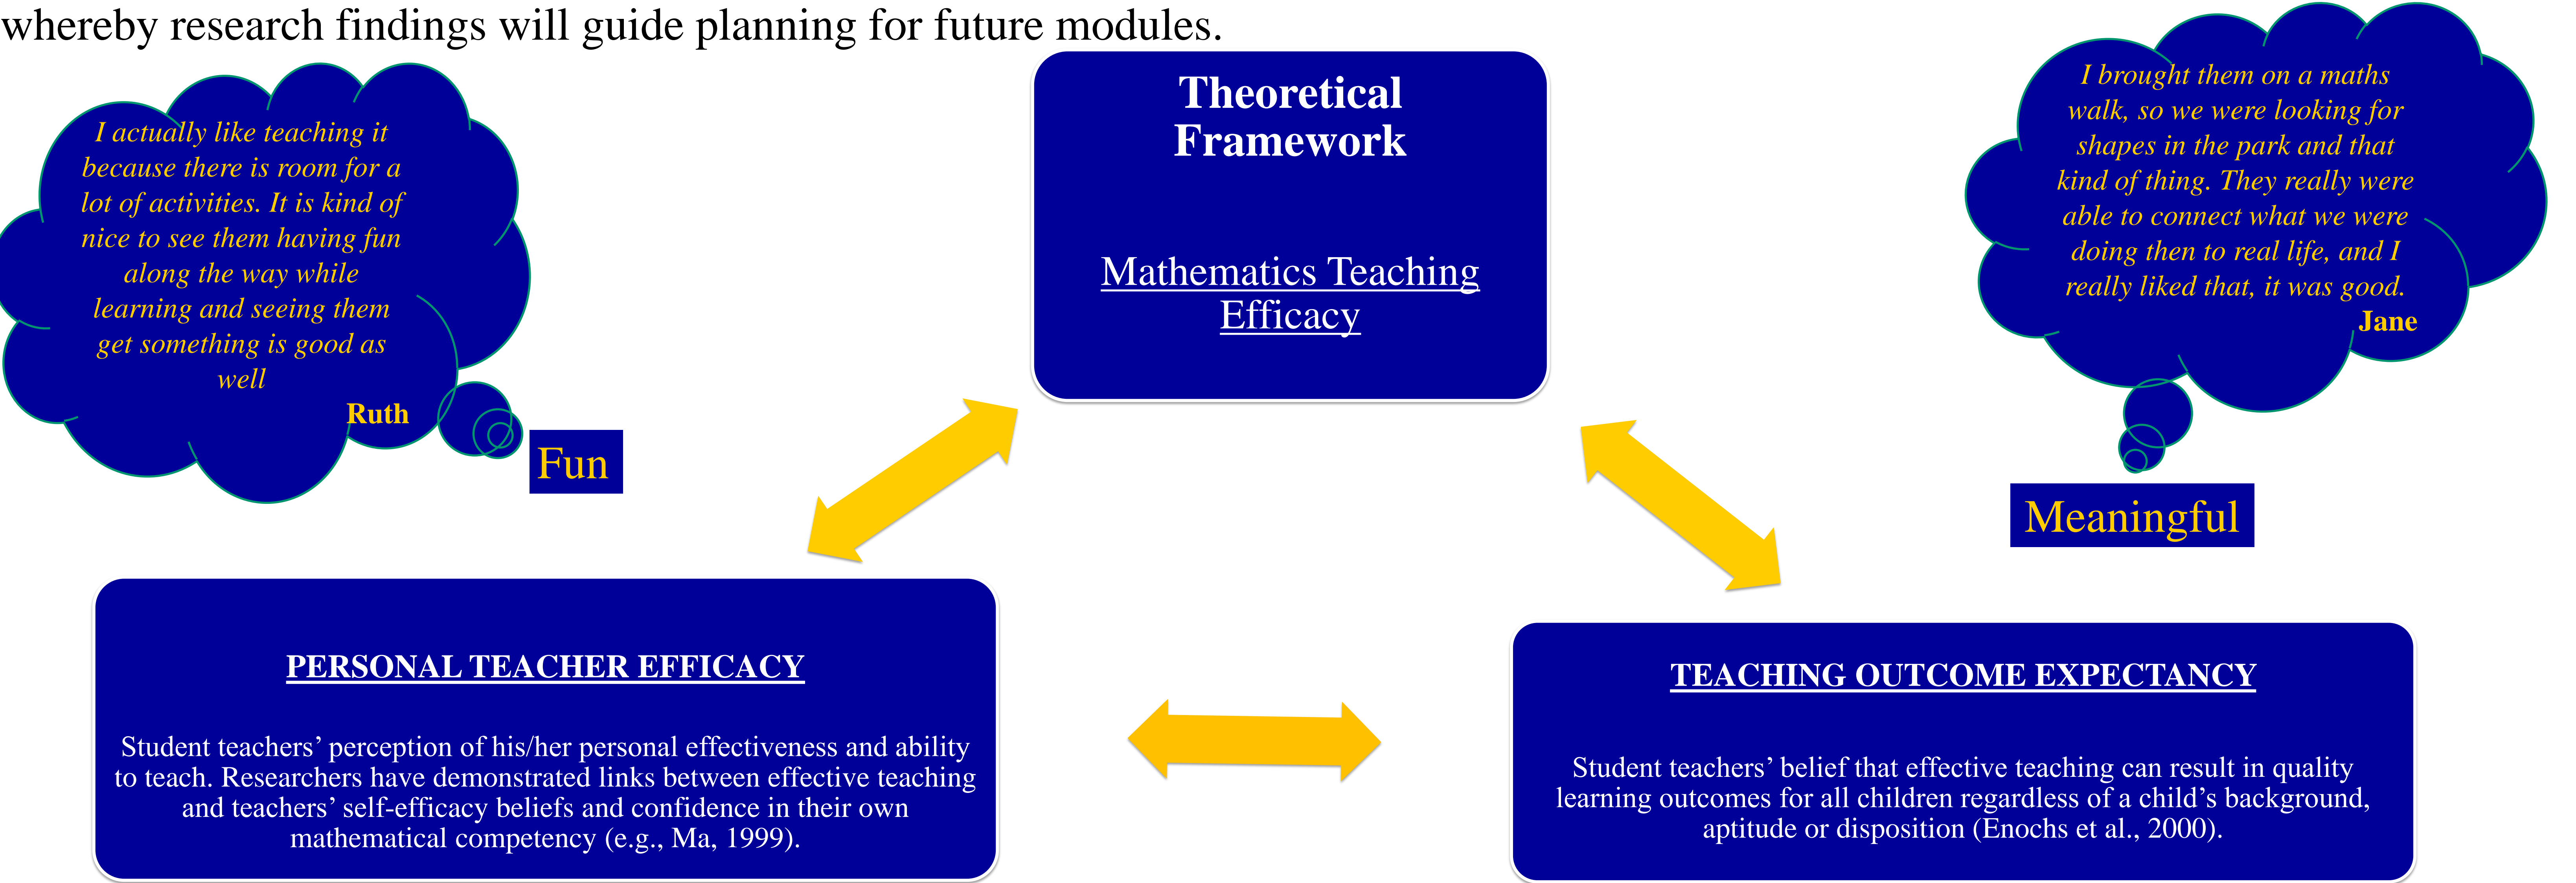 whereby research findings will guide planning for future modules.
I actually like teaching it
because there is room for a
lot of activities. It is kind of
nice to see them having fun
along the way while
learning and seeing them
get something is good as
well
Ruth
Fun
Theoretical
Framework
Mathematics Teaching
Efficacy
I brought them on a maths
walk, so we were looking for
shapes in the park and that
kind of thing. They really were
able to connect what we were
doing then to real life, and I
really liked that, it was good.
Jane
Meaningful
PERSONAL TEACHER EFFICACY
Student teachers’ perception of his/her personal effectiveness and ability
to teach. Researchers have demonstrated links between effective teaching
and teachers’ self-efficacy beliefs and confidence in their own
mathematical competency (e.g., Ma, 1999).
TEACHING OUTCOME EXPECTANCY
Student teachers’ belief that effective teaching can result in quality
learning outcomes for all children regardless of a child’s background,
aptitude or disposition (Enochs et al., 2000).